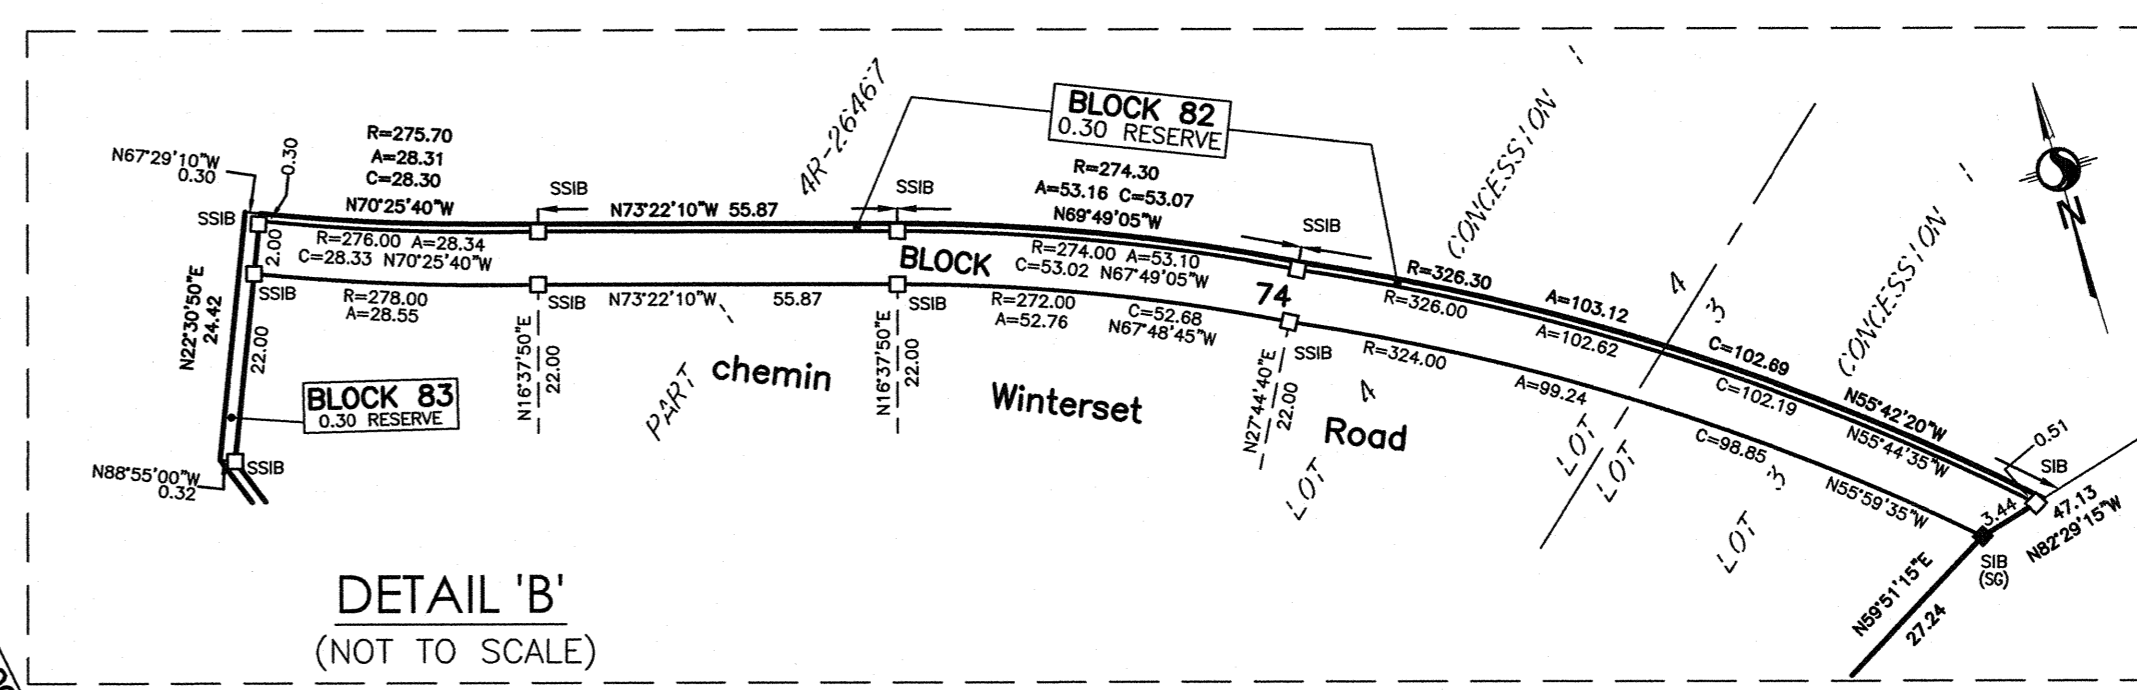 BLOCK 82
0.30 RESERVE
4R-26467
CONCESSION
CONCESSION
R=275.70
A=28.31
C=28.30
N70°25'40"W
N67°29'10"W
0.30
0.30
SSIB
SSIB
N73°22'10"W 55.87
SSIB
R=274.30
A=53.16 C=53.07
N69°49'05"W
SSIB
N
2.00
R=276.00 A=28.34
C=28.33 N70°25'40"W
BLOCK
R=274.00 A=53.10
C=53.02 N67°49'05"W
74
R=326.30
A=103.12
C=102.69
N55°42'20"W
R=326.00
A=102.62
C=102.19
N55°44'35"W
4
3
SSIB
R=278.00
A=28.55
SSIB
N73°22'10"W 55.87
SSIB
R=272.00
A=52.76
C=52.68
N67°48'45"W
SSIB
R=324.00
A=99.24
C=98.85
N55°59'35"W
0.51
SIB
N22°30'50"E
24.42
22.00
N16°37'50"E
22.00
N16°37'50"E
22.00
N27°44'40"E
22.00
BLOCK 83
0.30 RESERVE
PART
chemin
Winterset
Road
LOT 4
LOT
LOT
LOT 3
3.44
47.13
N82°29'15"W
SIB
(SG)
N59°51'15"E
27.24
N88°55'00"W
0.32
SSIB
DETAIL 'B'
(NOT TO SCALE)